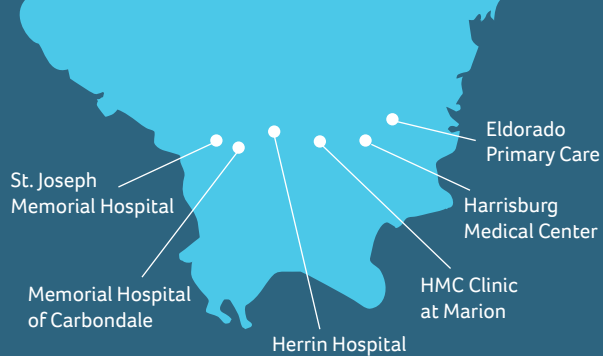 Eldorado
Primary Care
St. Joseph
Memorial Hospital
Harrisburg
Medical Center
Memorial Hospital
of Carbondale
HMC Clinic
at Marion
Herrin Hospital